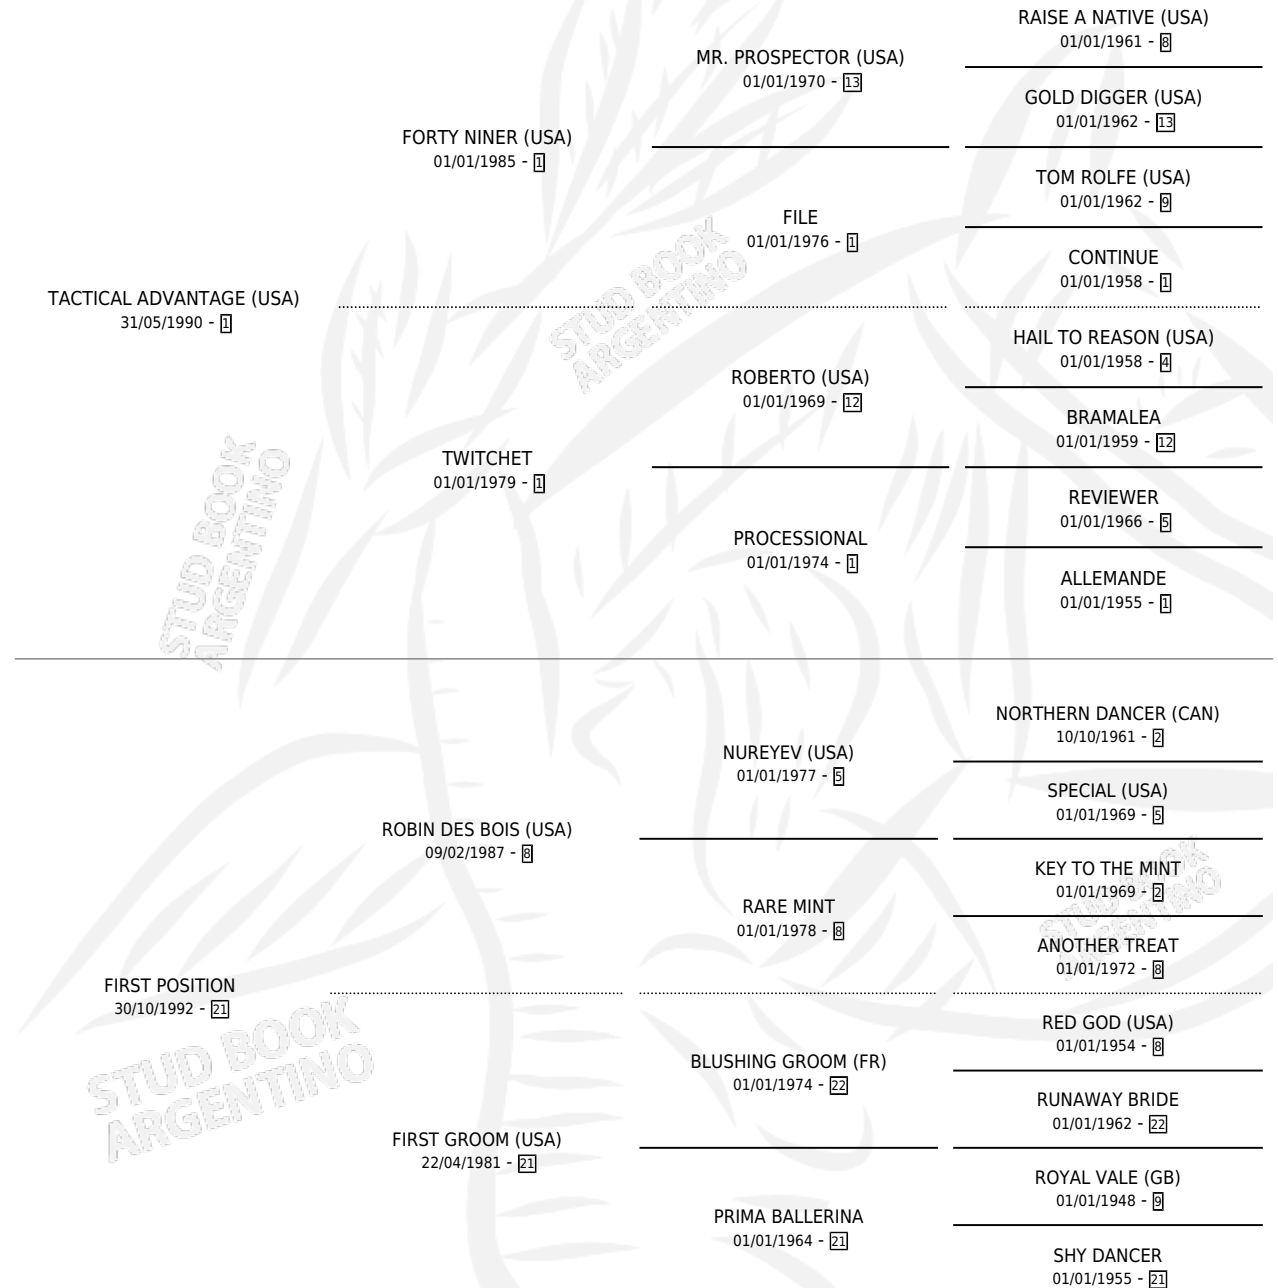 RAISE A NATIVE (USA)
01/01/1961 - 8
MR. PROSPECTOR (USA)
01/01/1970 - 13
GOLD DIGGER (USA)
01/01/1962 - 13
FORTY NINER (USA)
01/01/1985 - 1
TOM ROLFE (USA)
01/01/1962 - 9
FILE
01/01/1976 - 1
CONTINUE
01/01/1958 - 1
TACTICAL ADVANTAGE (USA)
31/05/1990 - 1
HAIL TO REASON (USA)
01/01/1958 - 4
ROBERTO (USA)
01/01/1969 - 12
BRAMALEA
01/01/1959 - 12
TWITCHET
01/01/1979 - 1
REVIEWER
01/01/1966 - 5
PROCESSIONAL
01/01/1974 - 1
ALLEMANDE
01/01/1955 - 1
NORTHERN DANCER (CAN)
10/10/1961 - 2
NUREYEV (USA)
01/01/1977 - 5
SPECIAL (USA)
01/01/1969 - 5
ROBIN DES BOIS (USA)
09/02/1987 - 8
KEY TO THE MINT
01/01/1969 - 2
RARE MINT
01/01/1978 - 8
ANOTHER TREAT
01/01/1972 - 8
FIRST POSITION
30/10/1992 - 21
RED GOD (USA)
01/01/1954 - 8
BLUSHING GROOM (FR)
01/01/1974 - 22
RUNAWAY BRIDE
01/01/1962 - 22
FIRST GROOM (USA)
22/04/1981 - 21
ROYAL VALE (GB)
01/01/1948 - 9
PRIMA BALLERINA
01/01/1964 - 21
SHY DANCER
01/01/1955 - 21
STUD BOOK
ARGENTINO
STUD BOOK
ARGENTINO
STUD BOOK
ARGENTINO
STUD BOOK
ARGENTINO